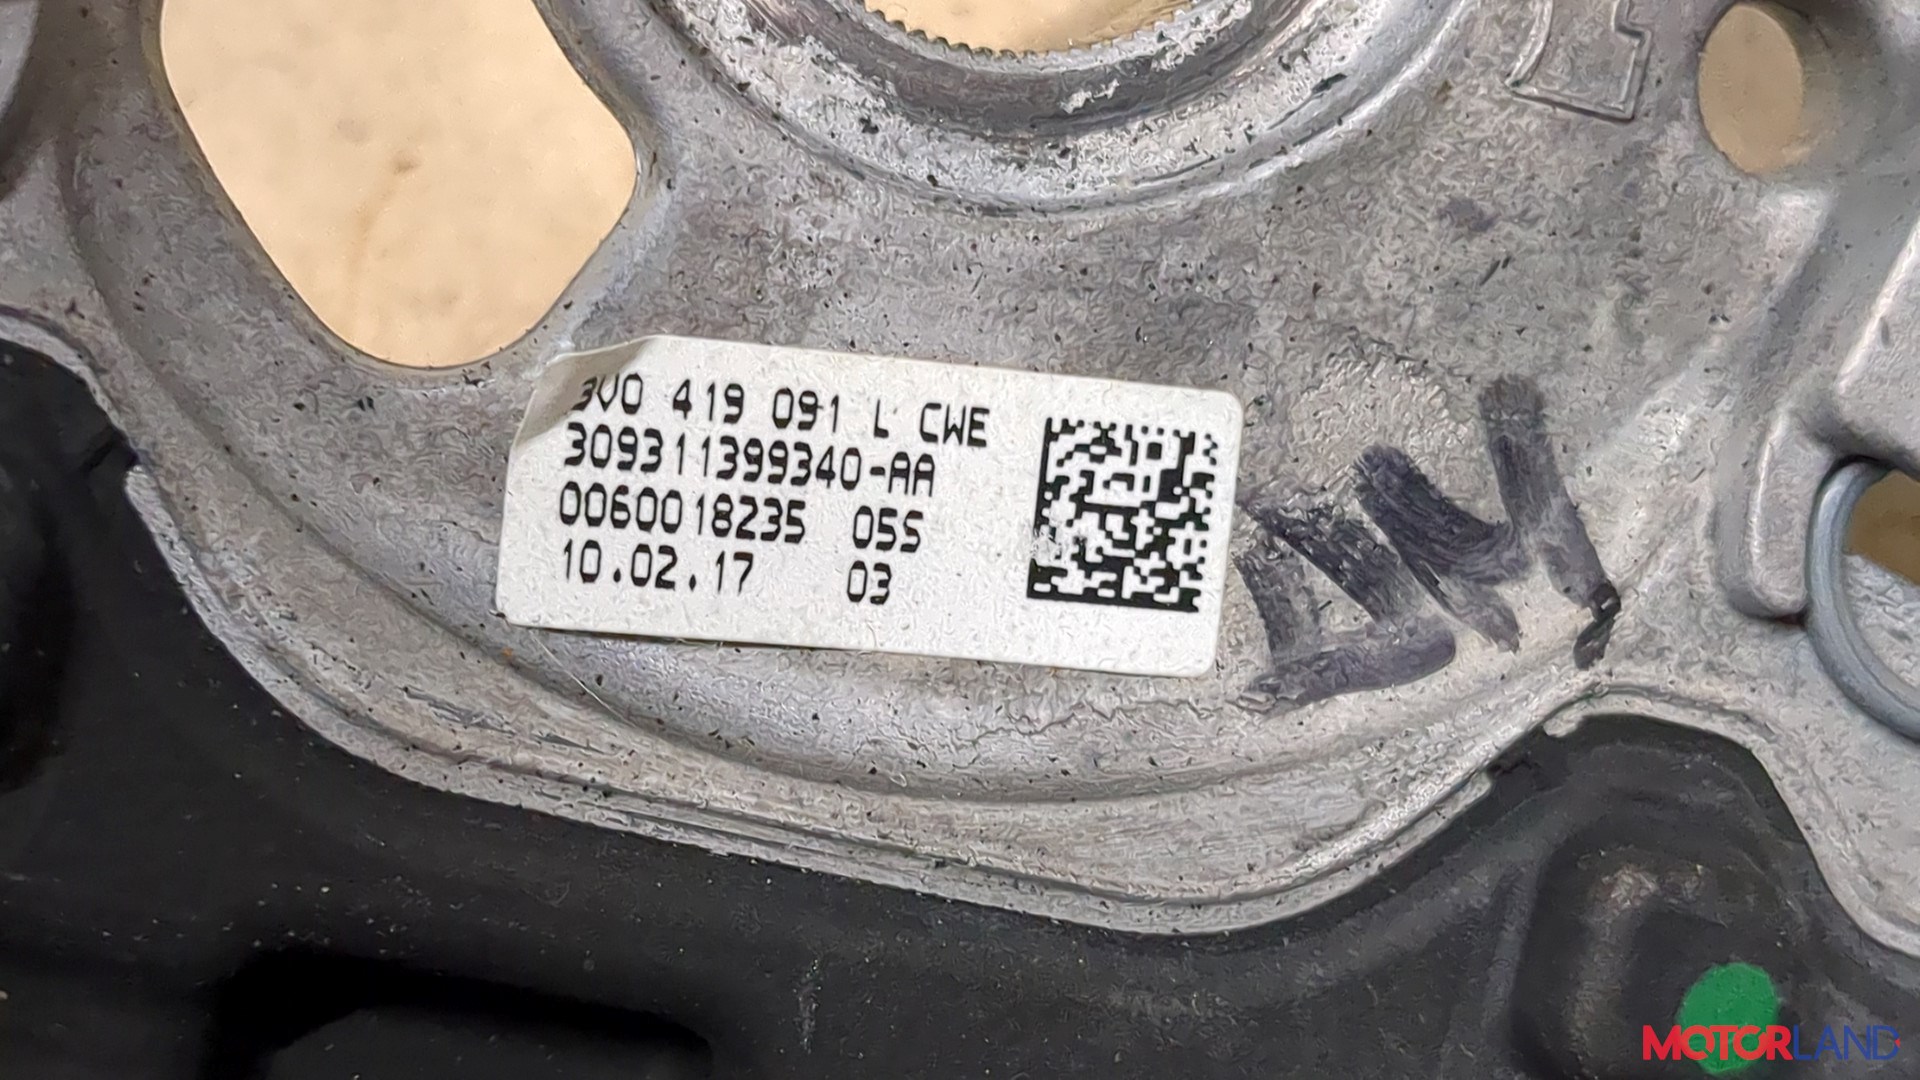 3V0 419 091 L CWE
309311399340-AA
0060018235 05S
10.02.17 03
MOTORLAND